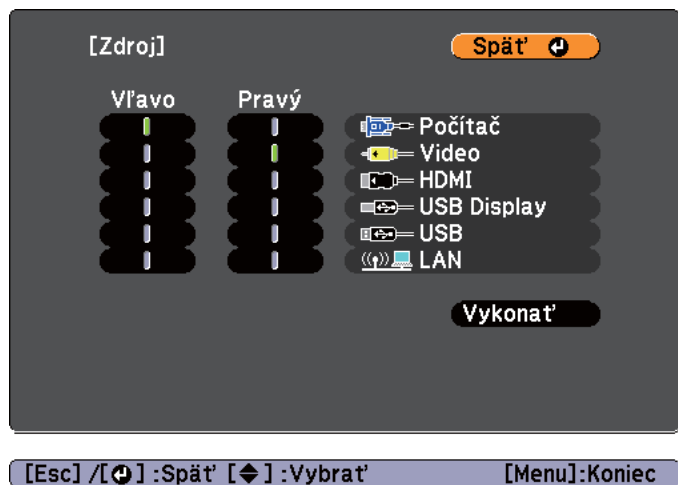 [Zdroj]
Späť
Vľavo Pravý
Počítač
Video
HDMI
USB Display
USB
LAN
Vykonať
[Esc] /[ ] :Späť [ ] :Vybrať [Menu]:Koniec